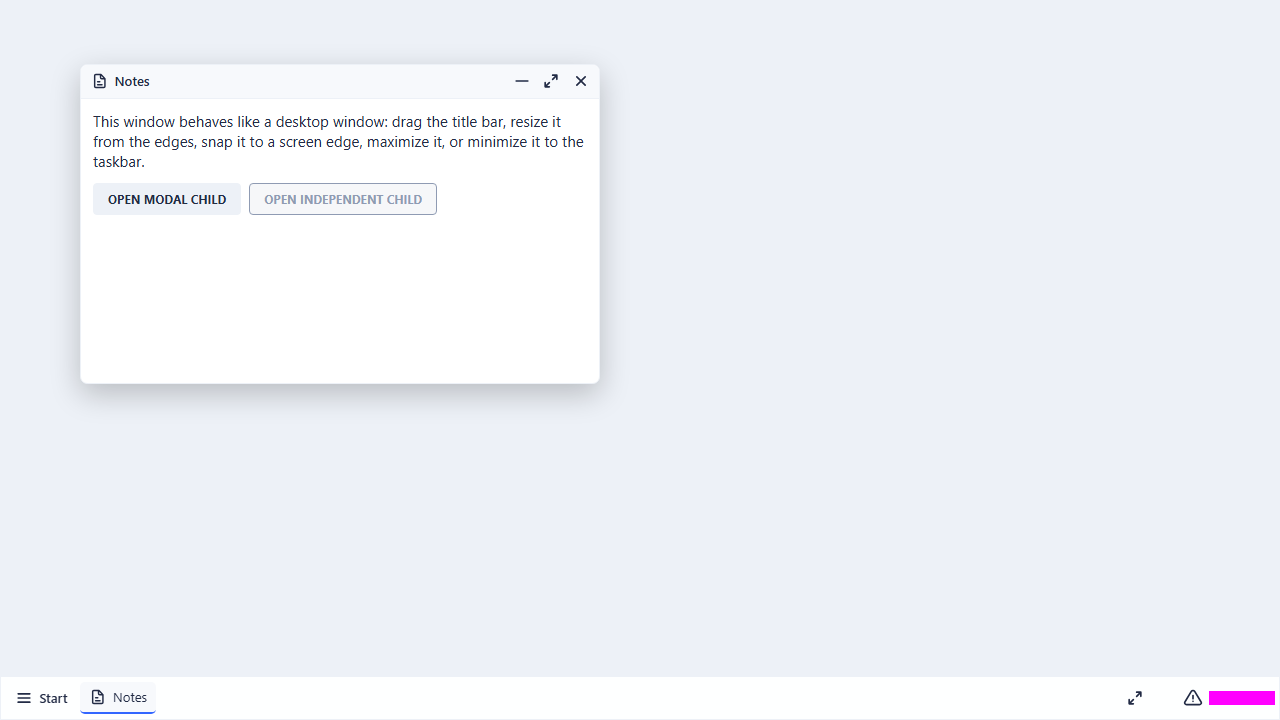 Notes
This window behaves like a desktop window: drag the title bar, resize it
from the edges, snap it to a screen edge, maximize it, or minimize it to the
taskbar.
OPEN MODAL CHILD
OPEN INDEPENDENT CHILD
Start
Notes